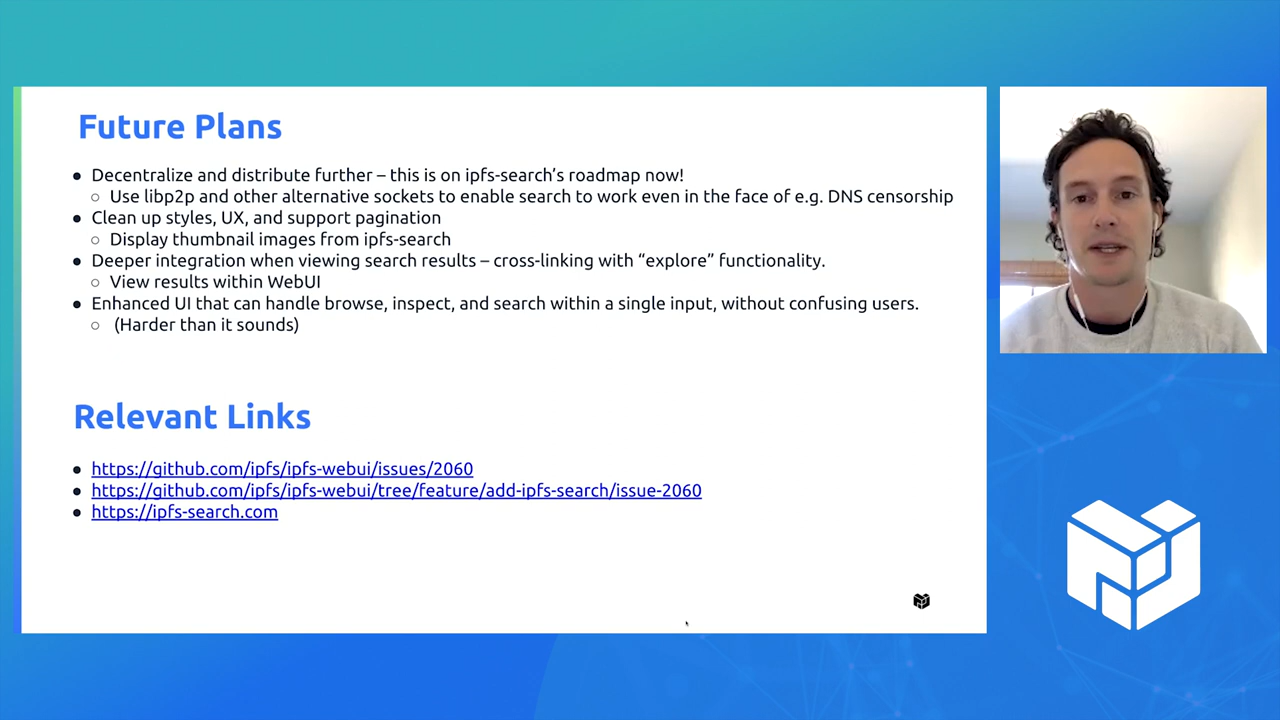 Future Plans
● Decentralize and distribute further – this is on ipfs-search’s roadmap now!
○ Use libp2p and other alternative sockets to enable search to work even in the face of e.g. DNS censorship
● Clean up styles, UX, and support pagination
○ Display thumbnail images from ipfs-search
● Deeper integration when viewing search results – cross-linking with “explore” functionality.
○ View results within WebUI
● Enhanced UI that can handle browse, inspect, and search within a single input, without confusing users.
○ (Harder than it sounds)
Relevant Links
● https://github.com/ipfs/ipfs-webui/issues/2060
● https://github.com/ipfs/ipfs-webui/tree/feature/add-ipfs-search/issue-2060
● https://ipfs-search.com